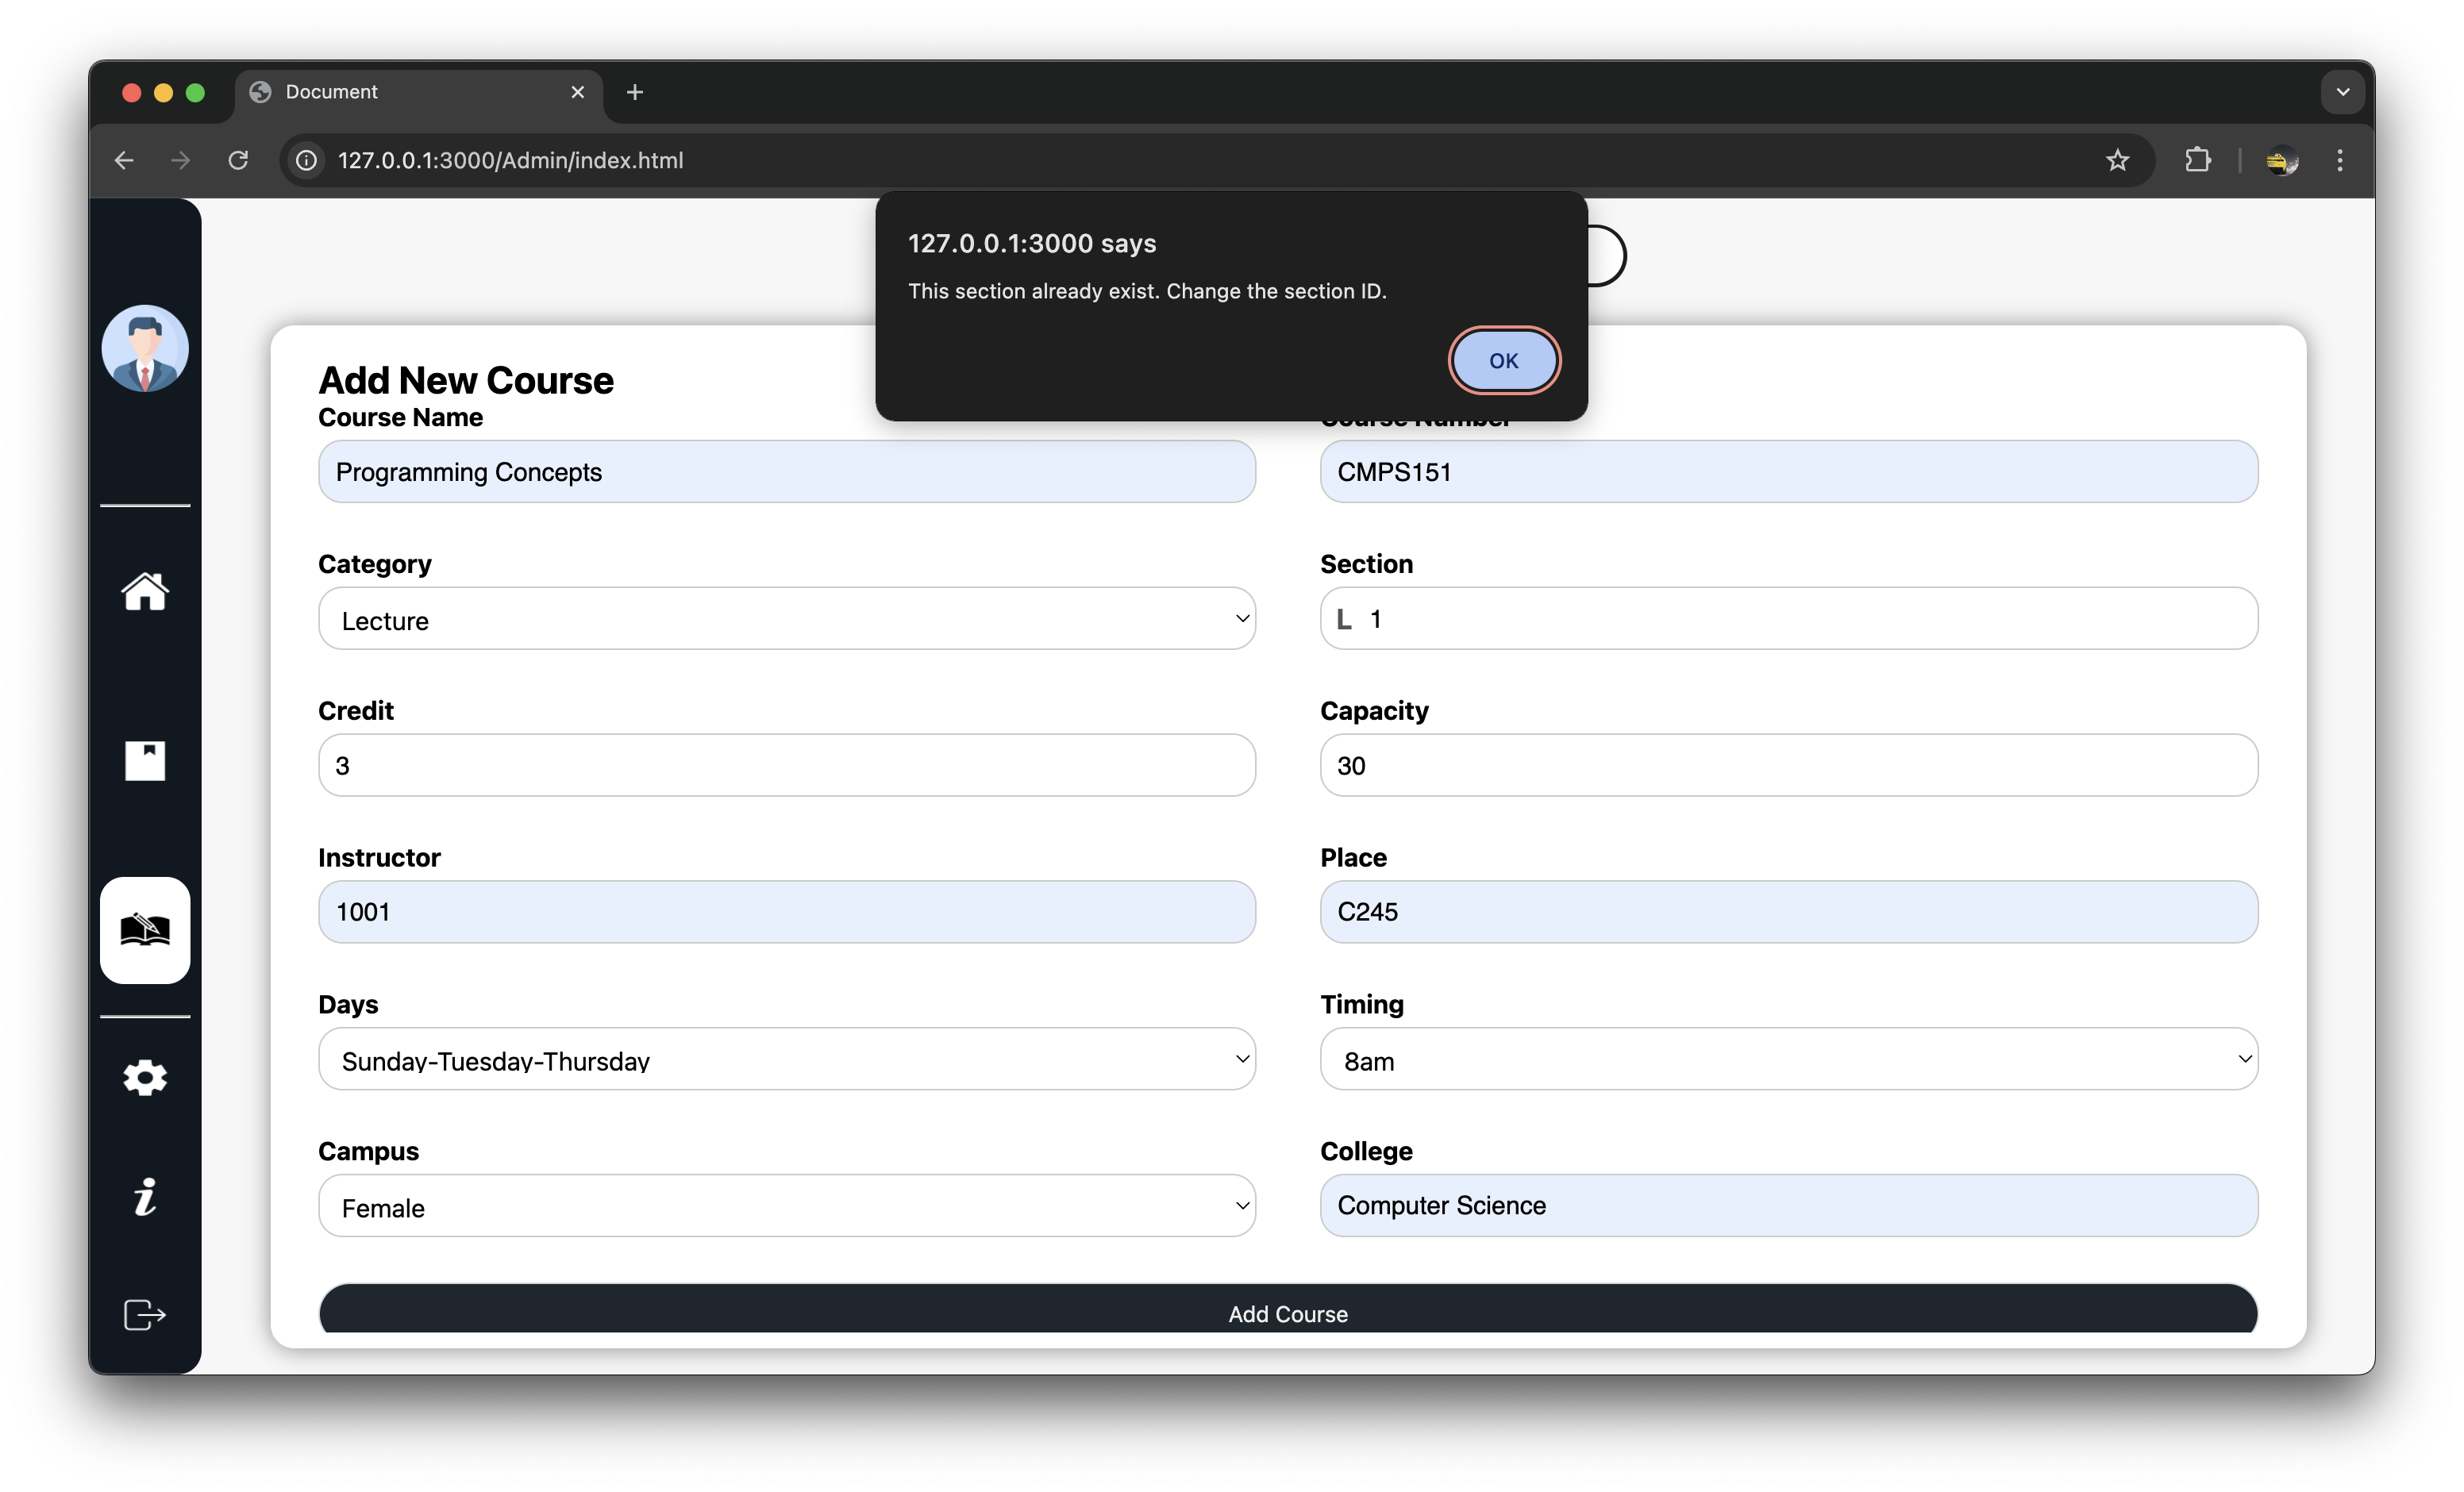 Document
127.0.0.1:3000/Admin/index.html
127.0.0.1:3000 says
This section already exist. Change the section ID.
OK
Add New Course
Course Name
Course Number
Programming Concepts
CMPS151
Category
Section
Lecture
L 1
Credit
Capacity
3
30
Instructor
Place
1001
C245
Days
Timing
Sunday-Tuesday-Thursday
8am
Campus
College
Female
Computer Science
Add Course